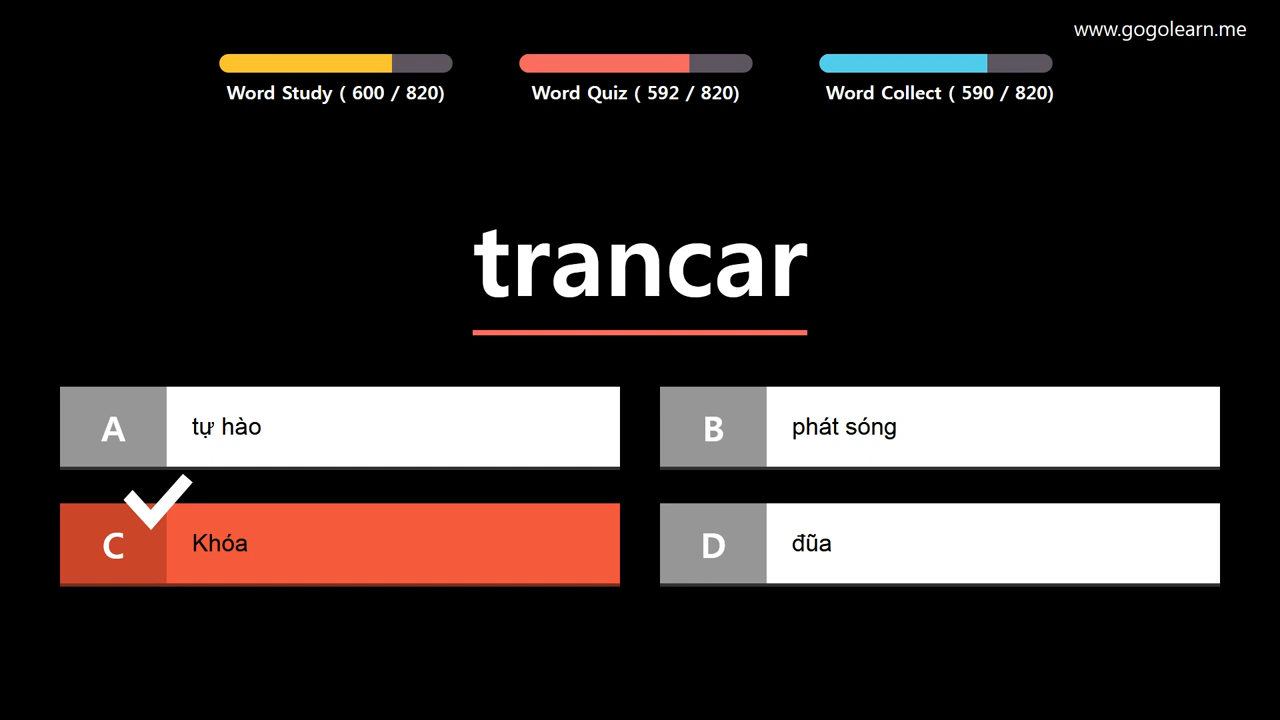 www.gogolearn.me
Word Study ( 600 / 820)
Word Quiz ( 592 / 820)
Word Collect ( 590 / 820)
trancar
A tự hào
B phát sóng
C Khóa
D đũa